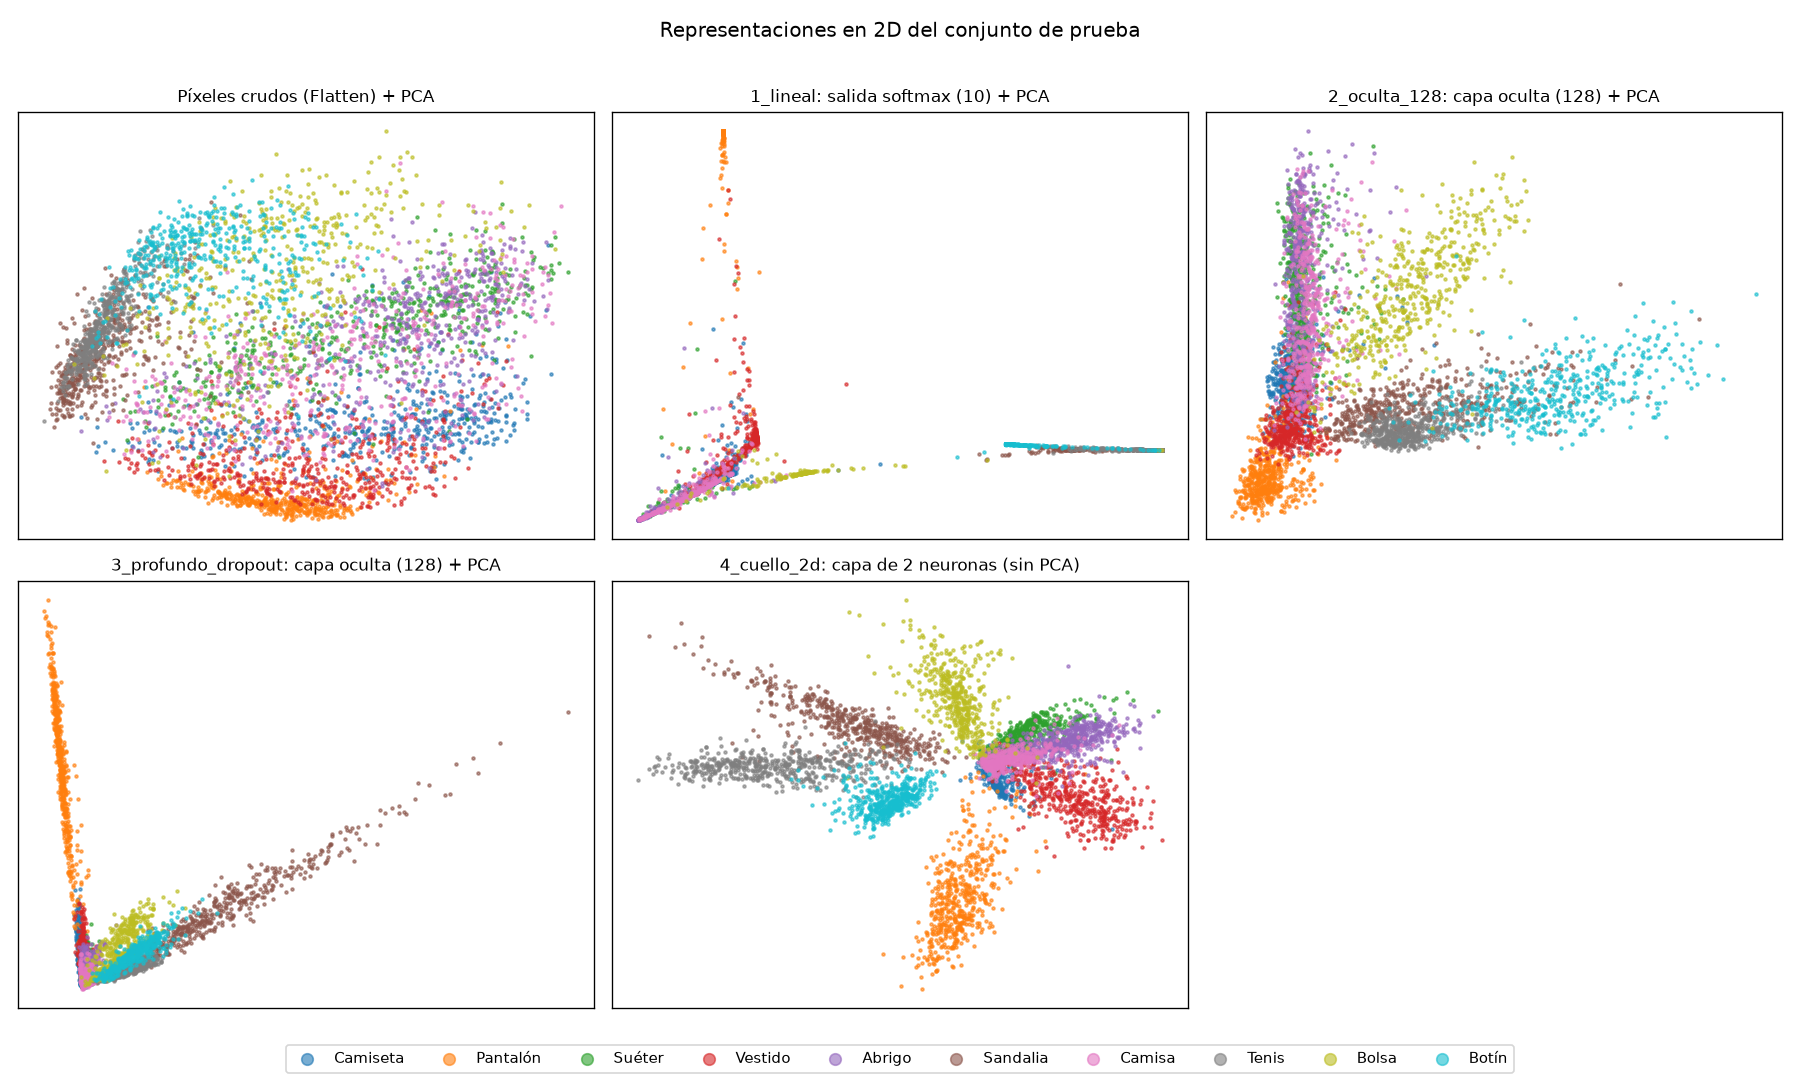 Representaciones en 2D del conjunto de prueba
Píxeles crudos (Flatten) + PCA
1_lineal: salida softmax (10) + PCA
2_oculta_128: capa oculta (128) + PCA
3_profundo_dropout: capa oculta (128) + PCA
4_cuello_2d: capa de 2 neuronas (sin PCA)
Camiseta Pantalón Suéter Vestido Abrigo Sandalia Camisa Tenis Bolsa Botín